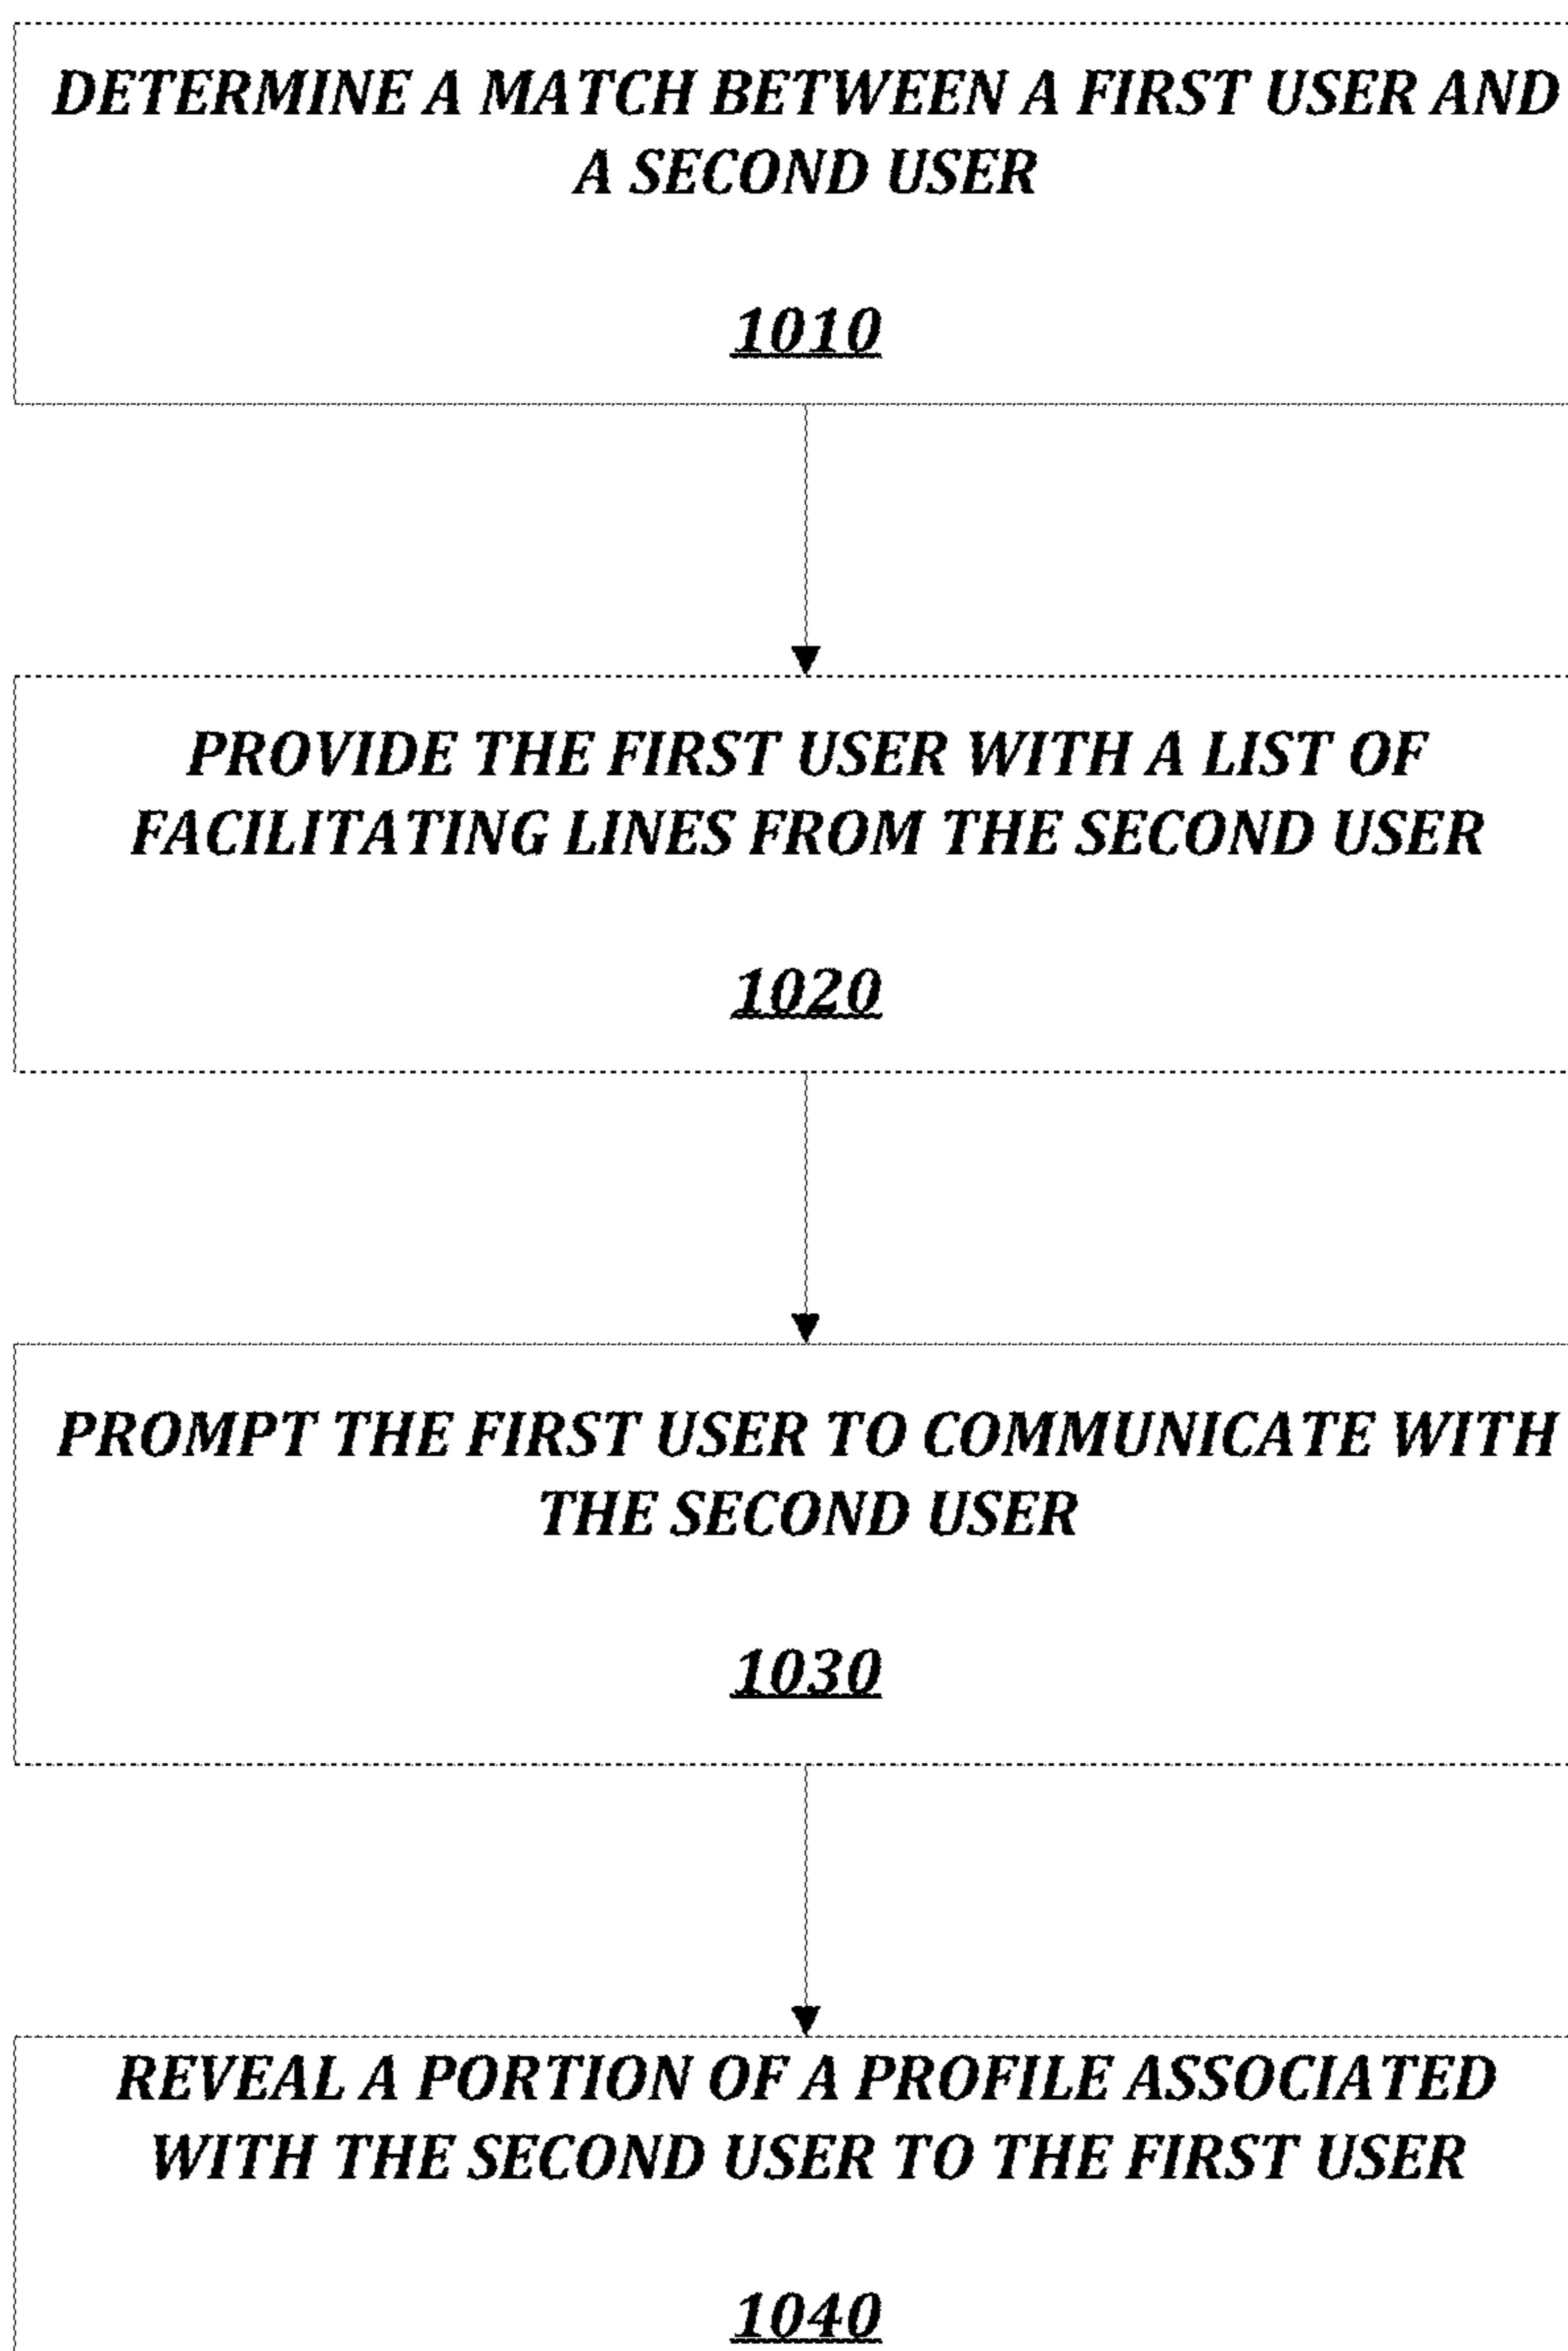 DETERMINE A MATCH BETWEEN A FIRST USER AND
A SECOND USER
1010
PROVIDE THE FIRST USER WITH A LIST OF
FACILITATING LINES FROM THE SECOND USER
1020
PROMPT THE FIRST USER TO COMMUNICATE WITH
THE SECOND USER
1030
REVEAL A PORTION OF A PROFILE ASSOCIATED
WITH THE SECOND USER TO THE FIRST USER
1040